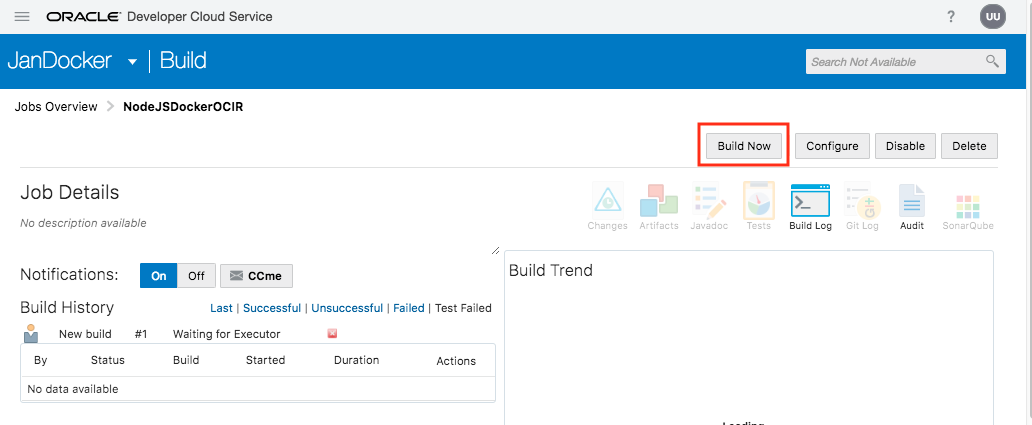 ORACLE Developer Cloud Service ? UU
JanDocker Build Search Not Available
Jobs Overview NodeJSDockerOCIR
Build Now Configure Disable Delete
Job Details
No description available
Changes Artifacts Javadoc Tests Build Log Git Log Audit SonarQube
Notifications: On Off CCme
Build Trend
Build History Last | Successful | Unsuccessful | Failed | Test Failed
New build #1 Waiting for Executor
By Status Build Started Duration Actions
No data available
Loading